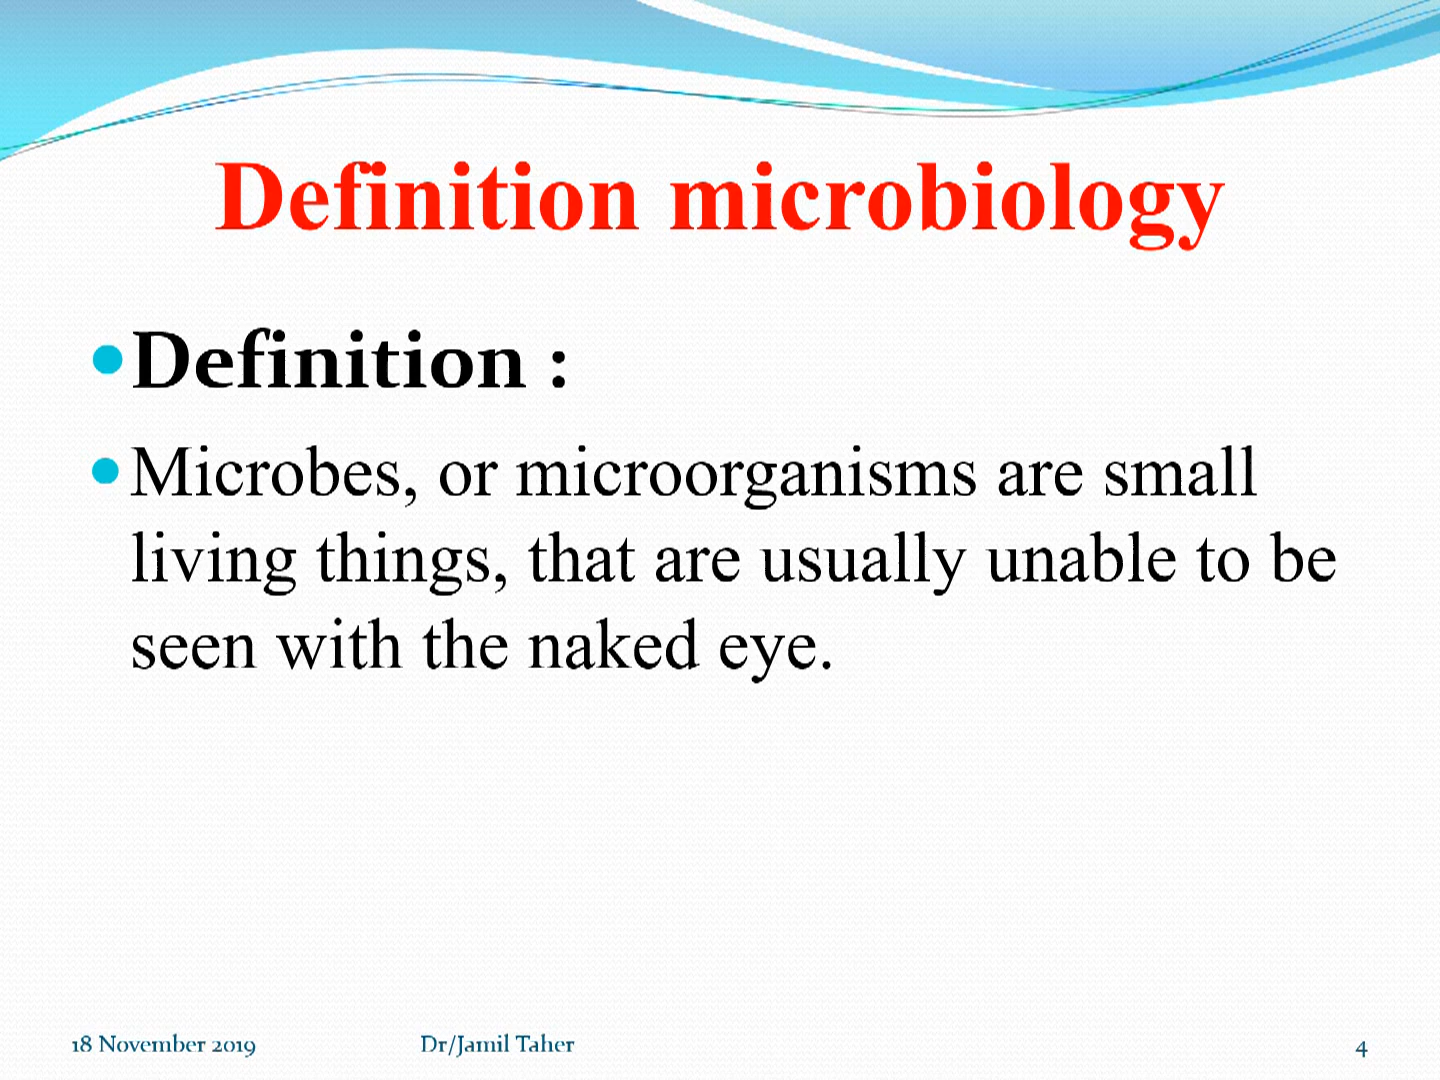 Definition microbiology
Definition :
Microbes, or microorganisms are small
living things, that are usually unable to be
seen with the naked eye.
18 November 2019
Dr/Jamil Taher
4